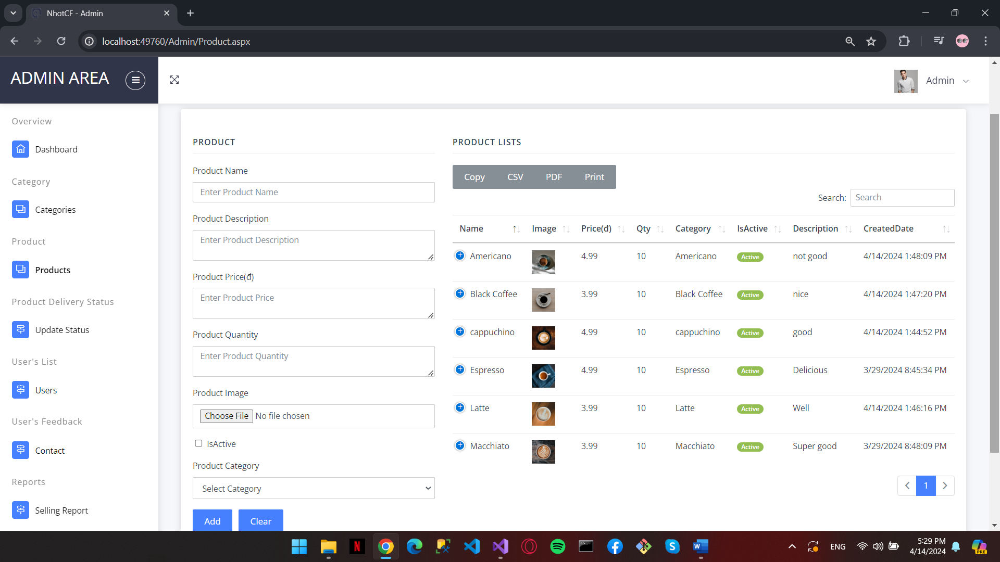 NhotCF - Admin
localhost:49760/Admin/Product.aspx
ADMIN AREA
Admin
Overview
Dashboard
Category
Categories
Product
Products
Product Delivery Status
Update Status
User's List
Users
User's Feedback
Contact
Reports
Selling Report
PRODUCT
Product Name
Enter Product Name
Product Description
Enter Product Description
Product Price(đ)
Enter Product Price
Product Quantity
Enter Product Quantity
Product Image
Choose File No file chosen
IsActive
Product Category
Select Category
Add Clear
PRODUCT LISTS
Copy CSV PDF Print
Search: Search
Name Image Price(đ) Qty Category IsActive Description CreatedDate
Americano 4.99 10 Americano Active not good 4/14/2024 1:48:09 PM
Black Coffee 3.99 10 Black Coffee Active nice 4/14/2024 1:47:20 PM
cappuchino 4.99 10 cappuchino Active good 4/14/2024 1:44:52 PM
Espresso 4.99 10 Espresso Active Delicious 3/29/2024 8:45:34 PM
Latte 3.99 10 Latte Active Well 4/14/2024 1:46:16 PM
Macchiato 3.99 10 Macchiato Active Super good 3/29/2024 8:48:09 PM
1
ENG
5:29 PM
4/14/2024
PRE